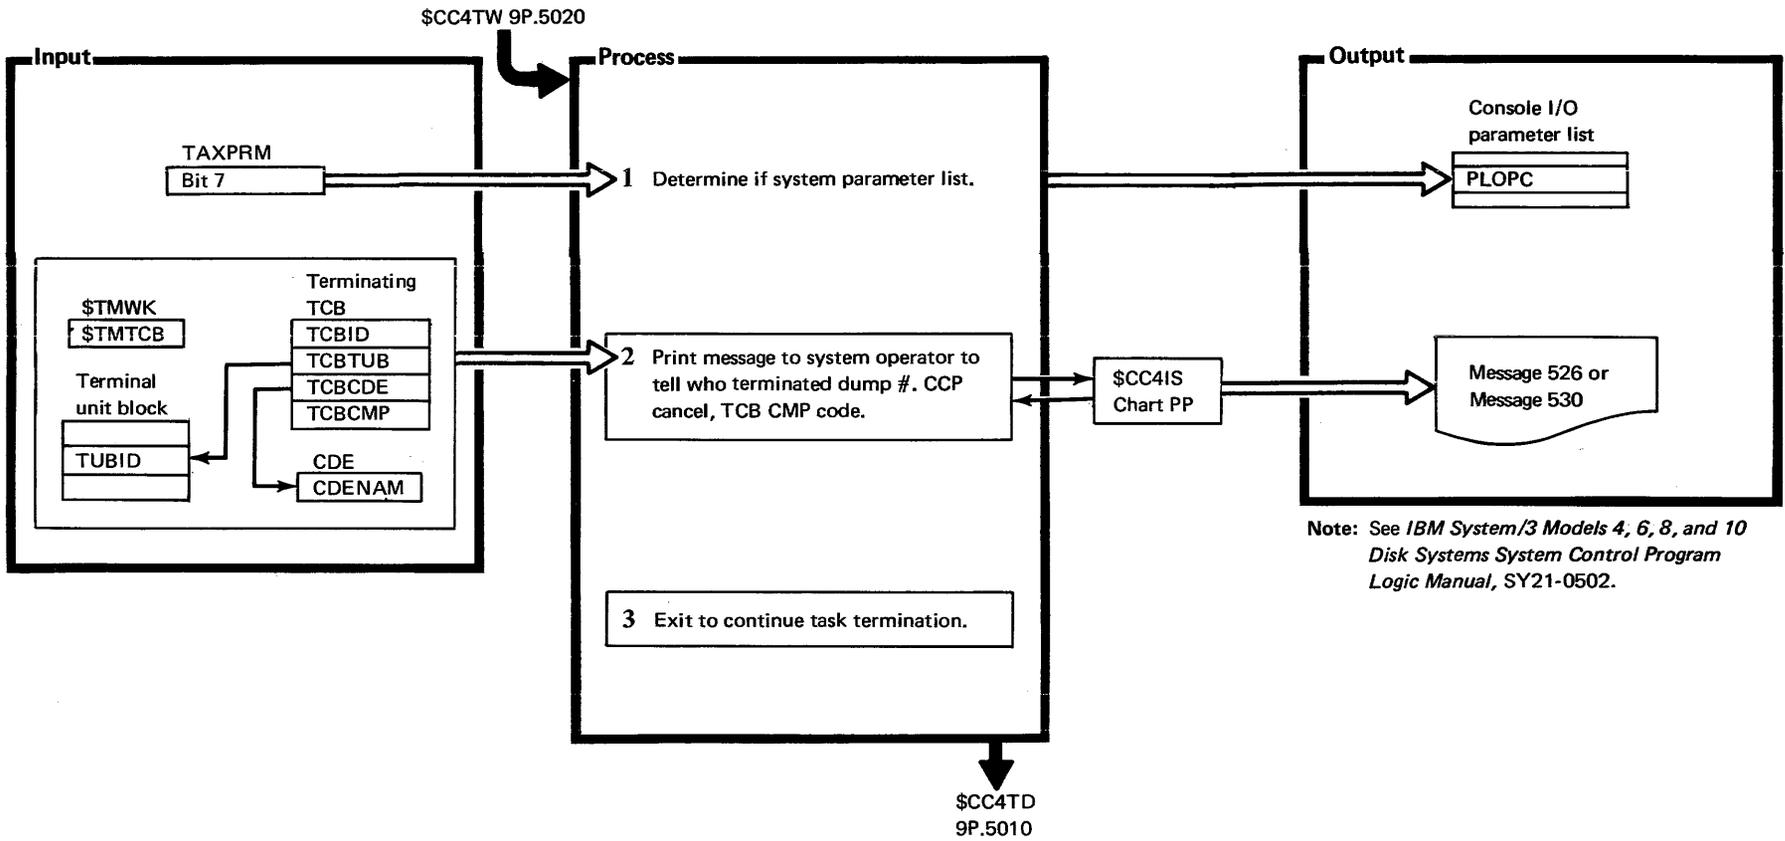 $CC4TW 9P.5020
Input
TAXPRM
Bit 7
$TMWK
$TMTCB
Terminal
unit block
TUBID
Terminating
TCB
TCBID
TCBTUB
TCBCDE
TCBCMP
CDE
CDENAM
Process
1 Determine if system parameter list.
2 Print message to system operator to
tell who terminated dump #. CCP
cancel, TCB CMP code.
3 Exit to continue task termination.
$CC4IS
Chart PP
$CC4TD
9P.5010
Output
Console I/O
parameter list
PLOPC
Message 526 or
Message 530
Note: See IBM System/3 Models 4, 6, 8, and 10
Disk Systems System Control Program
Logic Manual, SY21-0502.